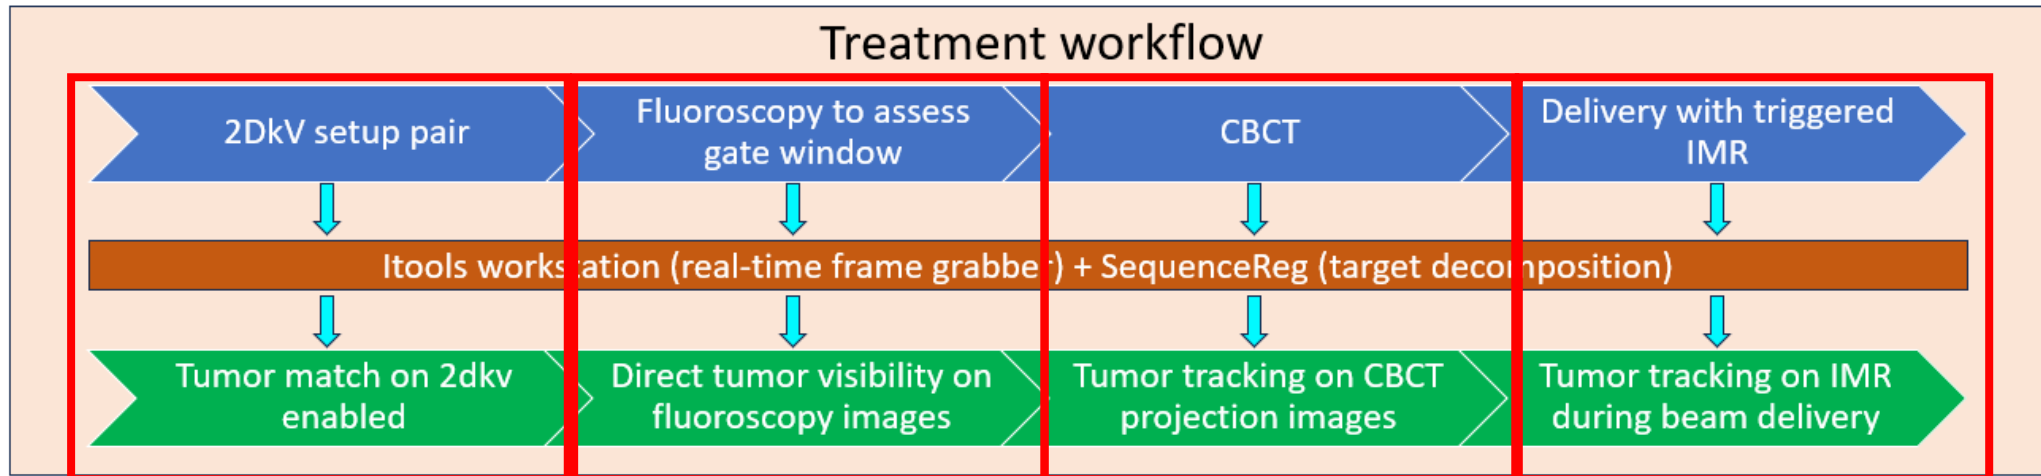 Treatment workflow
2DkV setup pair
Fluoroscopy to assess
gate window
CBCT
Delivery with triggered
IMR
Itools workstation (real-time frame grabber) + SequenceReg (target decomposition)
Tumor match on 2dkv
enabled
Direct tumor visibility on
fluoroscopy images
Tumor tracking on CBCT
projection images
Tumor tracking on IMR
during beam delivery